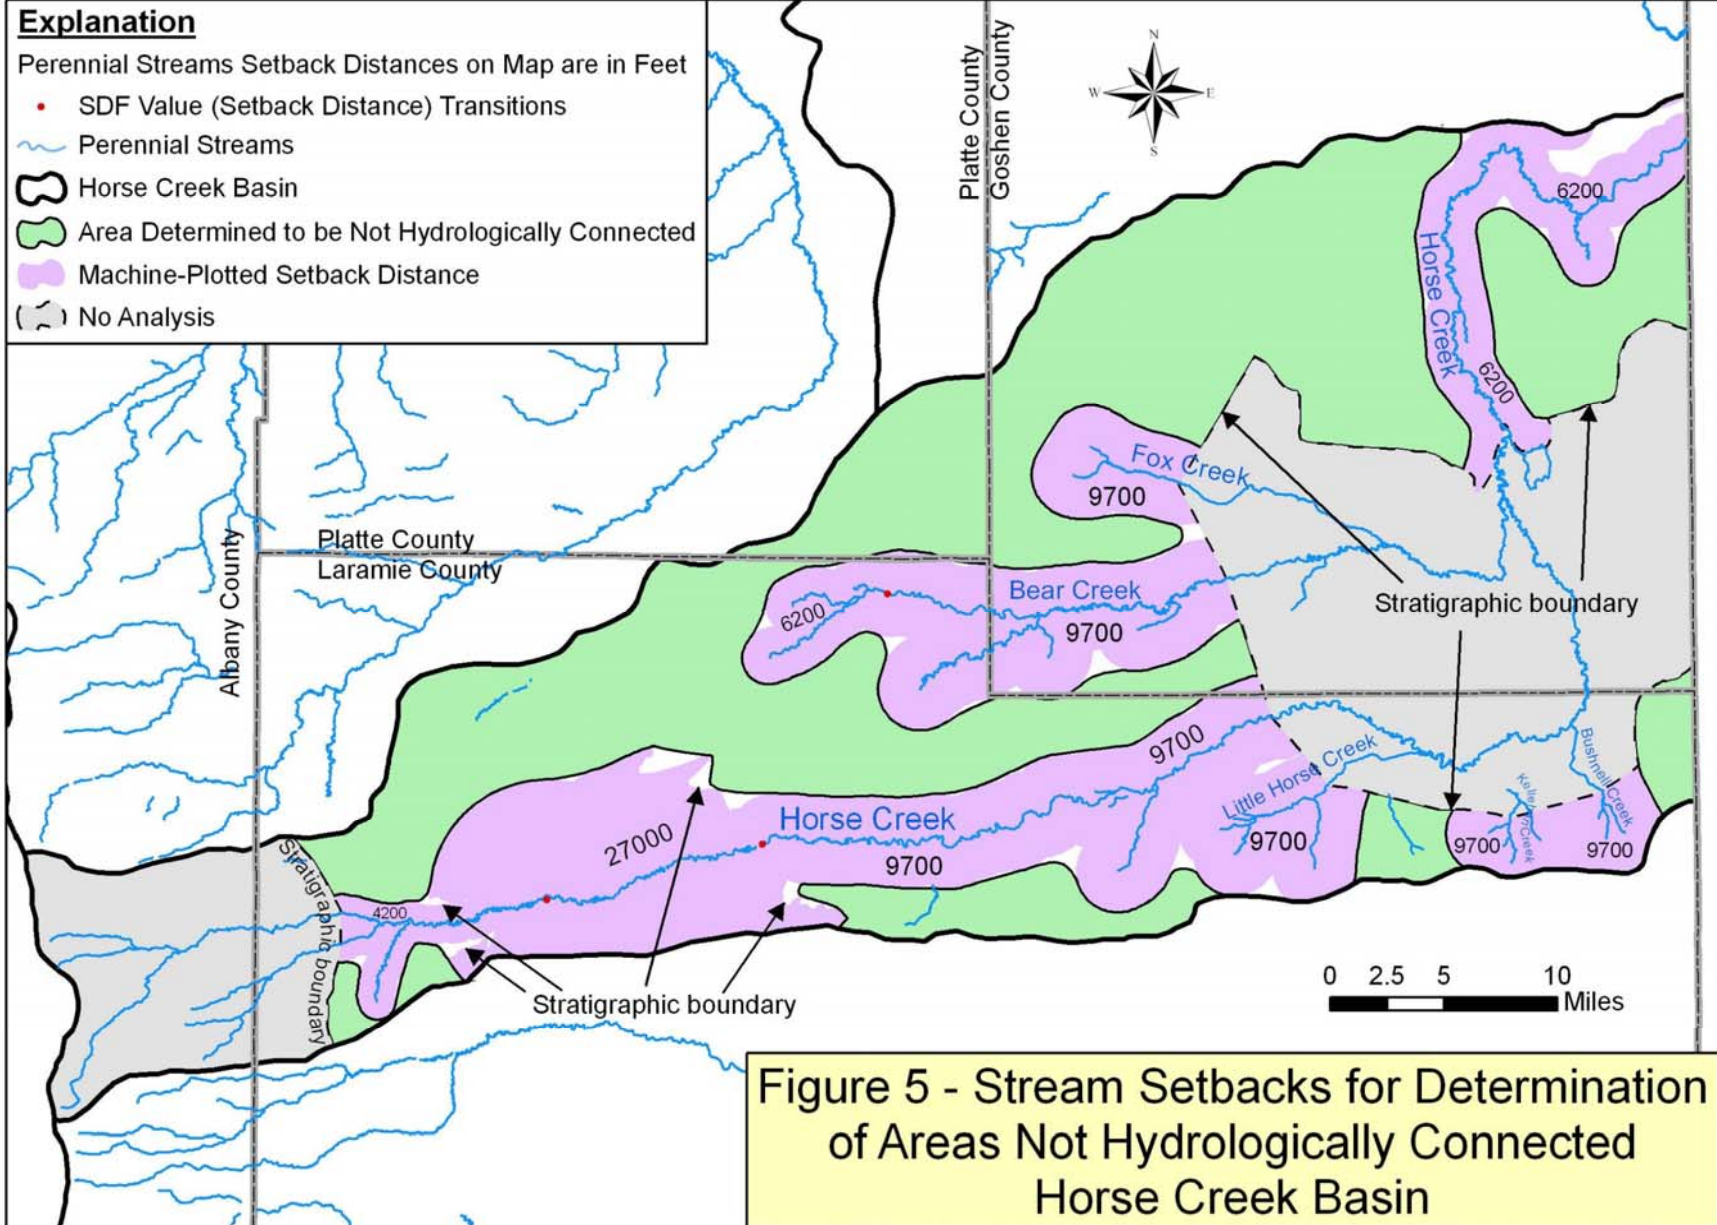 Explanation
Perennial Streams Setback Distances on Map are in Feet
SDF Value (Setback Distance) Transitions
Perennial Streams
Horse Creek Basin
Area Determined to be Not Hydrologically Connected
Machine-Plotted Setback Distance
No Analysis
Platte County
Goshen County
N
W
E
S
6200
Horse Creek
6200
Fox Creek
9700
Platte County
Laramie County
Albany County
Bear Creek
6200
9700
Stratigraphic boundary
9700
Little Horse Creek
Bushnell Creek
Kelley Creek
Horse Creek
27000
9700
9700
9700
9700
Stratigraphic boundary
4200
Stratigraphic boundary
0 2.5 5 10
Miles
Figure 5 - Stream Setbacks for Determination
of Areas Not Hydrologically Connected
Horse Creek Basin